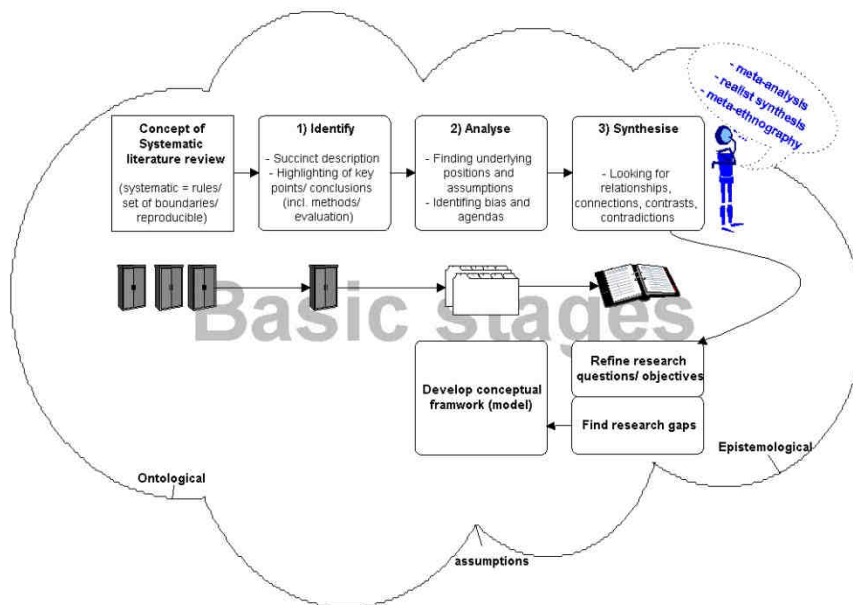 - meta-analysis
- realist synthesis
- meta-ethnography
...
Concept of
Systematic
literature review
(systematic = rules/
set of boundaries/
reproducible)
1) Identify
- Succinct description
- Highlighting of key
points/ conclusions
(incl. methods/
evaluation)
2) Analyse
- Finding underlying
positions and
assumptions
- Identifing bias and
agendas
3) Synthesise
- Looking for
relationships,
connections, contrasts,
contradictions
Basic stages
Refine research
questions/ objectives
Develop conceptual
framwork (model)
Find research gaps
Epistemological
Ontological
assumptions